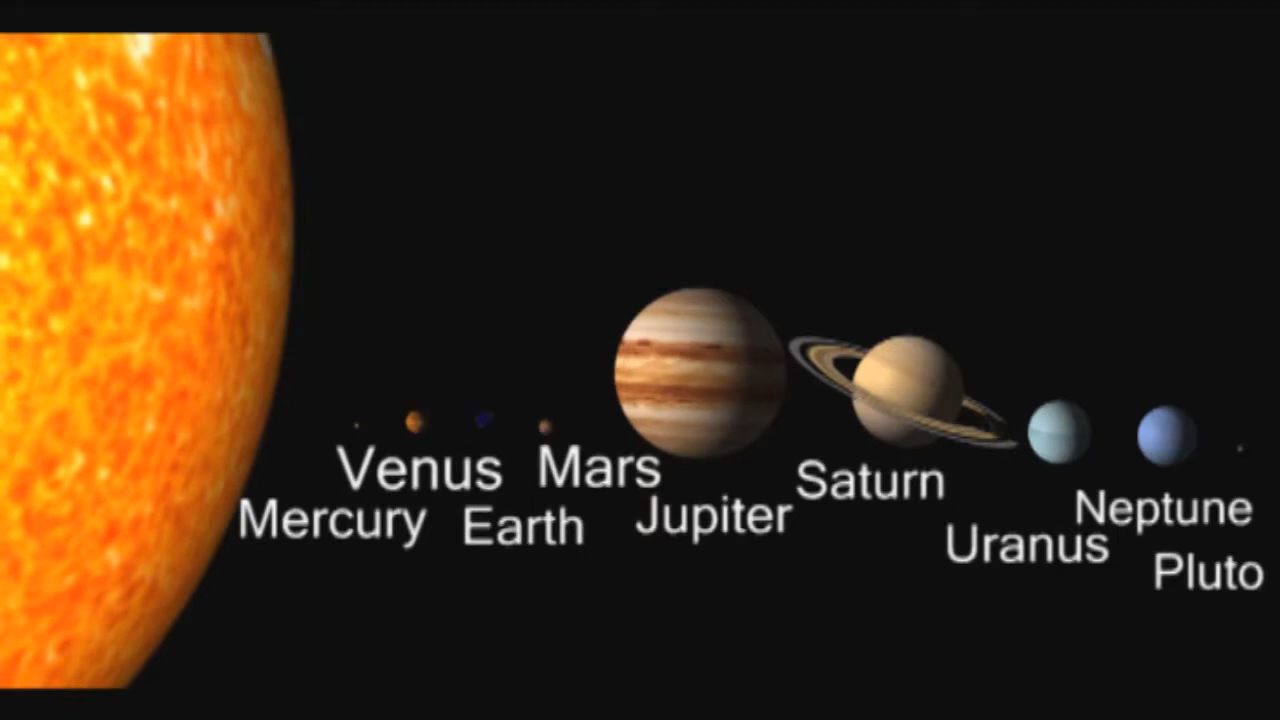 Mercury
Venus
Earth
Mars
Jupiter
Saturn
Uranus
Neptune
Pluto